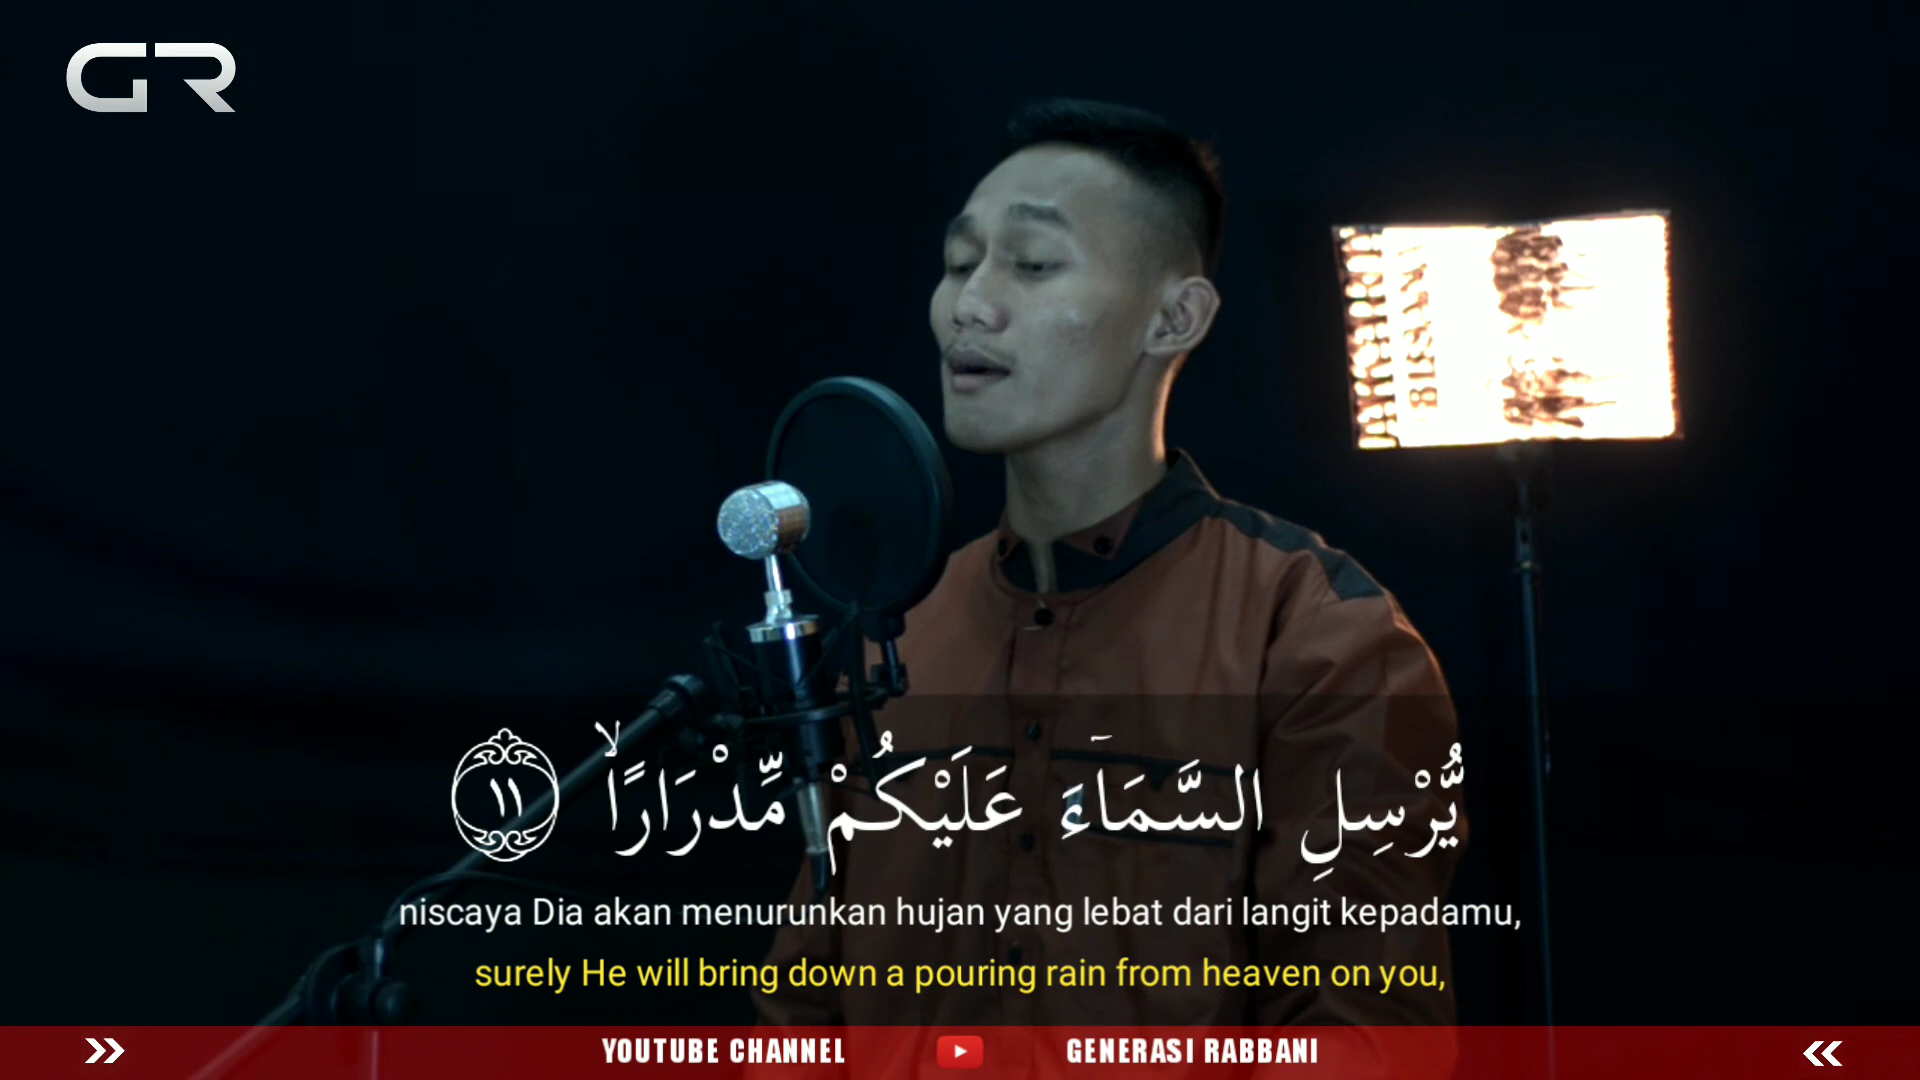 GR
يُّرْسِلِ السَّمَاۤءَ عَلَيْكُمْ مِّدْرَارًاۙ ١١
niscaya Dia akan menurunkan hujan yang lebat dari langit kepadamu,
surely He will bring down a pouring rain from heaven on you,
YOUTUBE CHANNEL GENERASI RABBANI